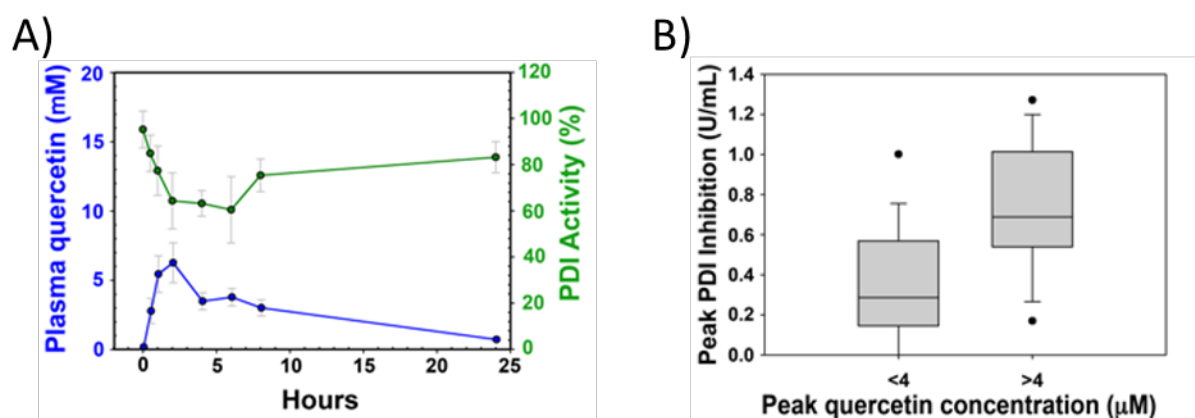 A)
B)
Plasma quercetin (mM)
20
15
10
5
0
120
100
80
60
40
20
0
PDI Activity (%)
0 5 10 15 20 25
Hours
Peak PDI Inhibition (U/mL)
1.4
1.2
1.0
0.8
0.6
0.4
0.2
0.0
<4 >4
Peak quercetin concentration (μM)